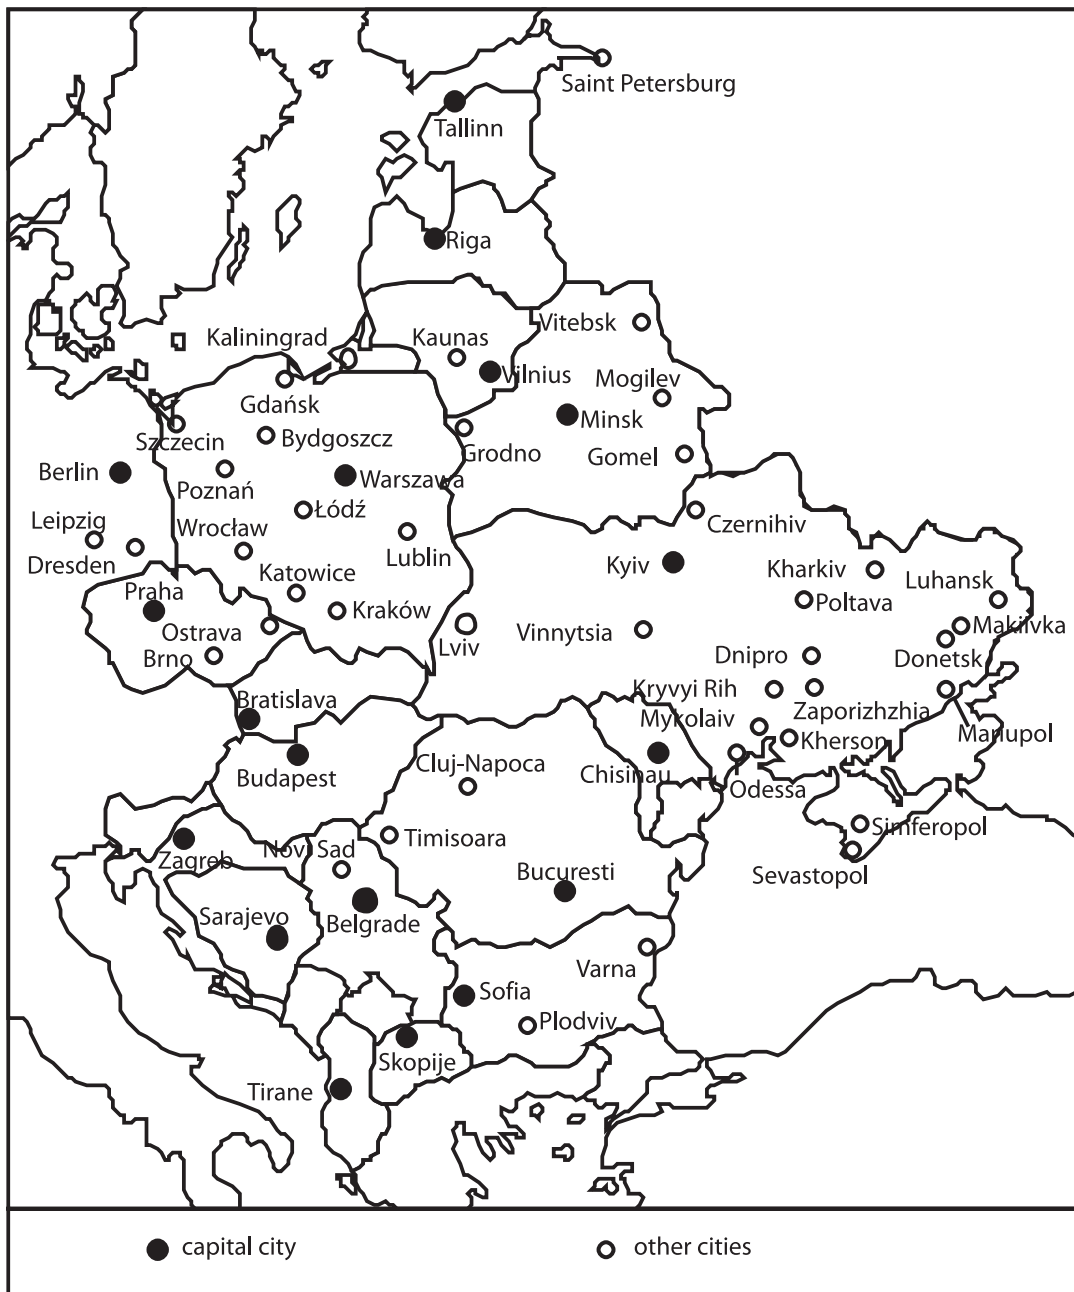 Saint Petersburg
Tallinn
Riga
Vitebsk
Kaliningrad
Kaunas
Vilnius
Mogilev
Gdańsk
Minsk
Szczecin
Bydgoszcz
Grodno
Gomel
Berlin
Poznań
Warszawa
Łódź
Leipzig
Wrocław
Czernihiv
Lublin
Dresden
Katowice
Kyiv
Kharkiv
Luhansk
Praha
Kraków
Poltava
Ostrava
Lviv
Vinnytsia
Makiivka
Brno
Dnipro
Donetsk
Bratislava
Kryvyi Rih
Zaporizhzhia
Mykolaiv
Mariupol
Kherson
Budapest
Cluj-Napoca
Chisinau
Odessa
Simferopol
Zagreb
Novi Sad
Timisoara
Sevastopol
Bucuresti
Sarajevo
Belgrade
Varna
Sofia
Plodviv
Skopije
Tirane
capital city
other cities